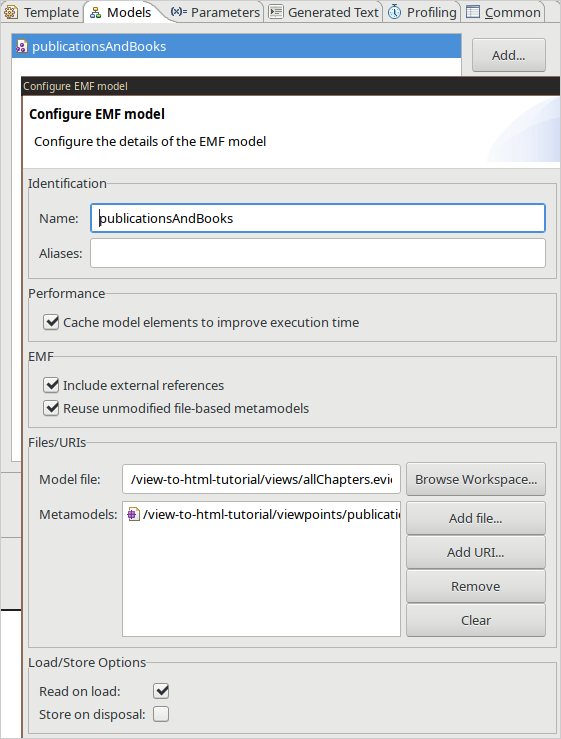 Template Models Parameters Generated Text Profiling Common
publicationsAndBooks
Add...
Configure EMF model
Configure EMF model
Configure the details of the EMF model
Identification
Name: publicationsAndBooks
Aliases:
Performance
Cache model elements to improve execution time
EMF
Include external references
Reuse unmodified file-based metamodels
Files/URIs
Model file: /view-to-html-tutorial/views/allChapters.evi Browse Workspace...
Metamodels: /view-to-html-tutorial/viewpoints/publicati Add file...
Add URI...
Remove
Clear
Load/Store Options
Read on load:
Store on disposal: